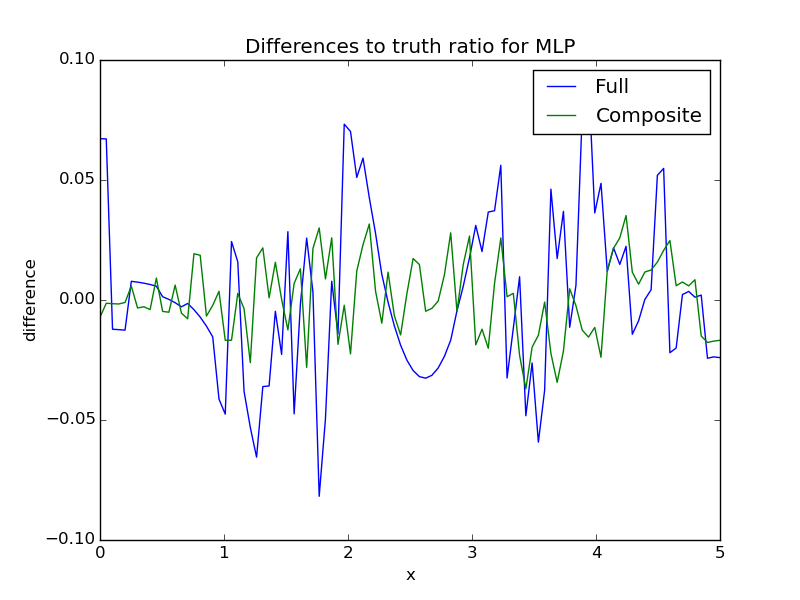 Differences to truth ratio for MLP
Full
Composite
0.10
0.05
0.00
−0.05
−0.10
difference
0 1 2 3 4 5
x